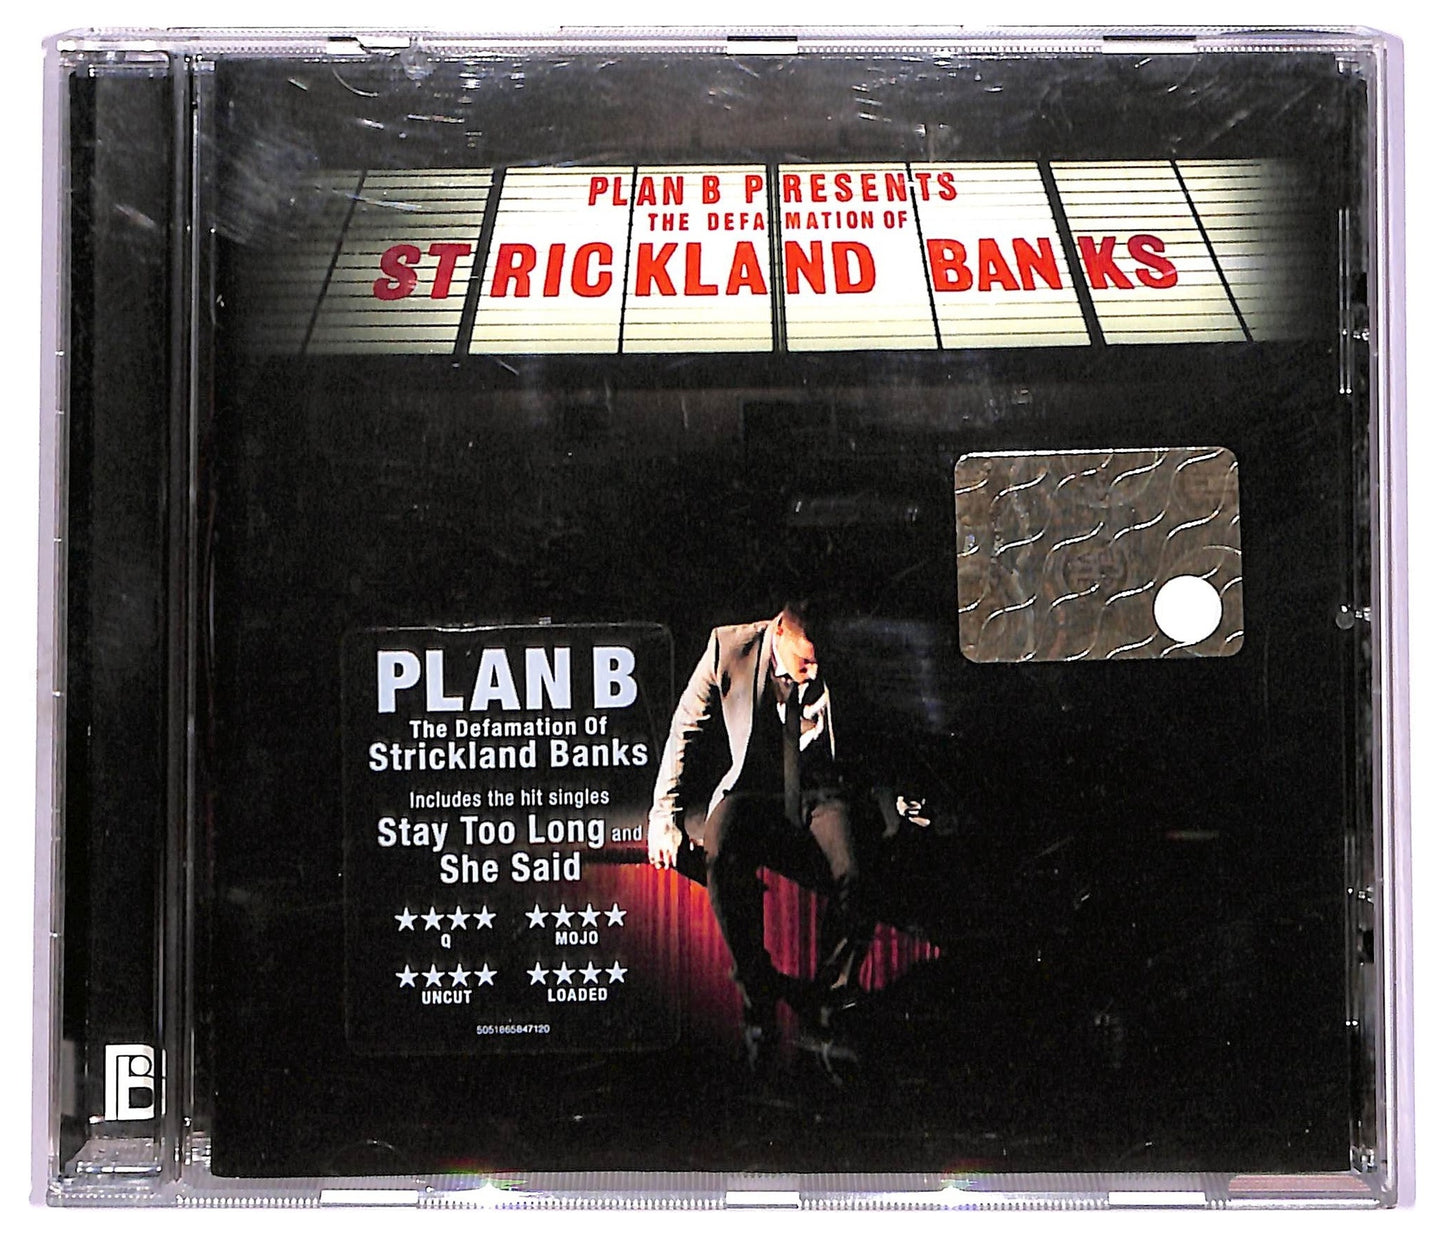 PLAN B PRESENTS
THE DEFAMATION OF
STRICKLAND BANKS
PLAN B
The Defamation Of
Strickland Banks
Includes the hit singles
Stay Too Long and
She Said
★★★★ ★★★★
Q MOJO
★★★★ ★★★★
UNCUT LOADED
5051865847120
PB